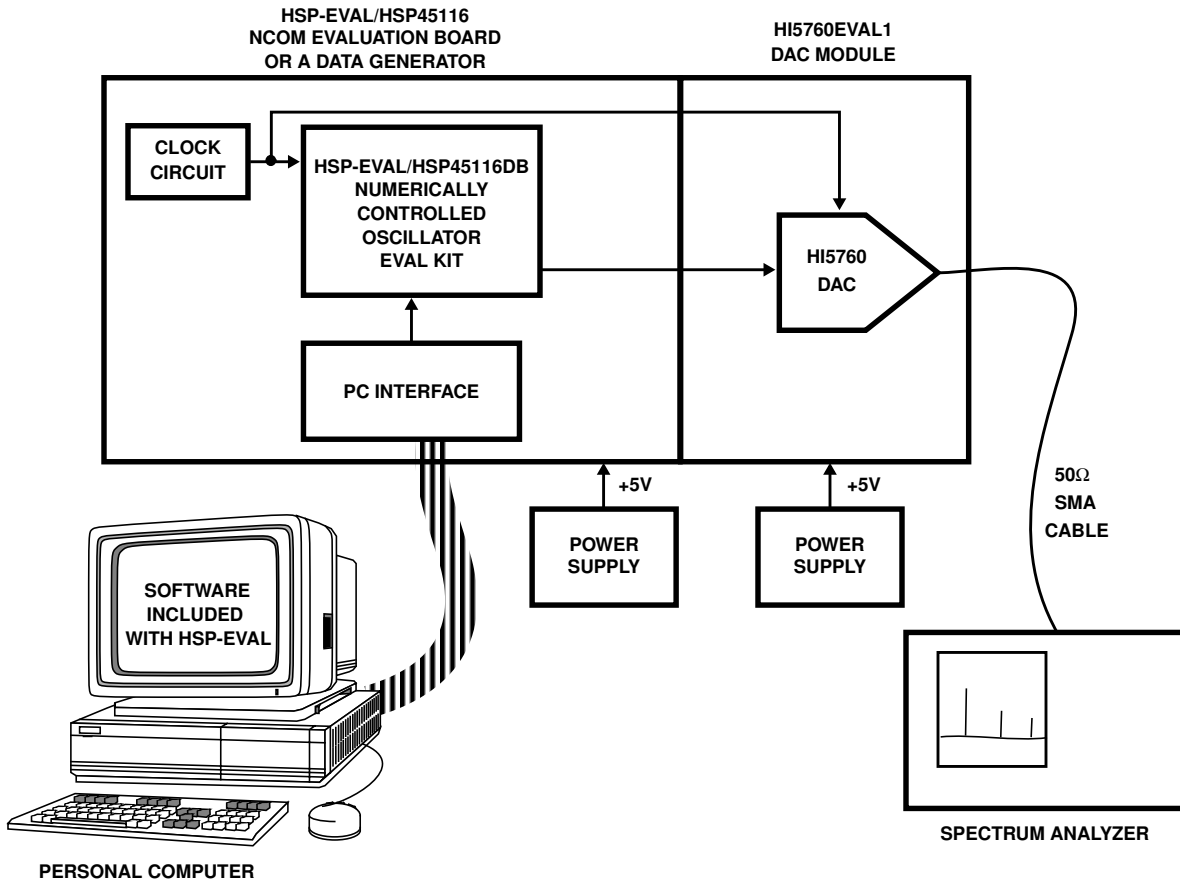 HSP-EVAL/HSP45116
NCOM EVALUATION BOARD
OR A DATA GENERATOR
HI5760EVAL1
DAC MODULE
CLOCK
CIRCUIT
HSP-EVAL/HSP45116DB
NUMERICALLY
CONTROLLED
OSCILLATOR
EVAL KIT
HI5760
DAC
PC INTERFACE
+5V
+5V
50Ω
SMA
CABLE
POWER
SUPPLY
POWER
SUPPLY
SOFTWARE
INCLUDED
WITH HSP-EVAL
SPECTRUM ANALYZER
PERSONAL COMPUTER